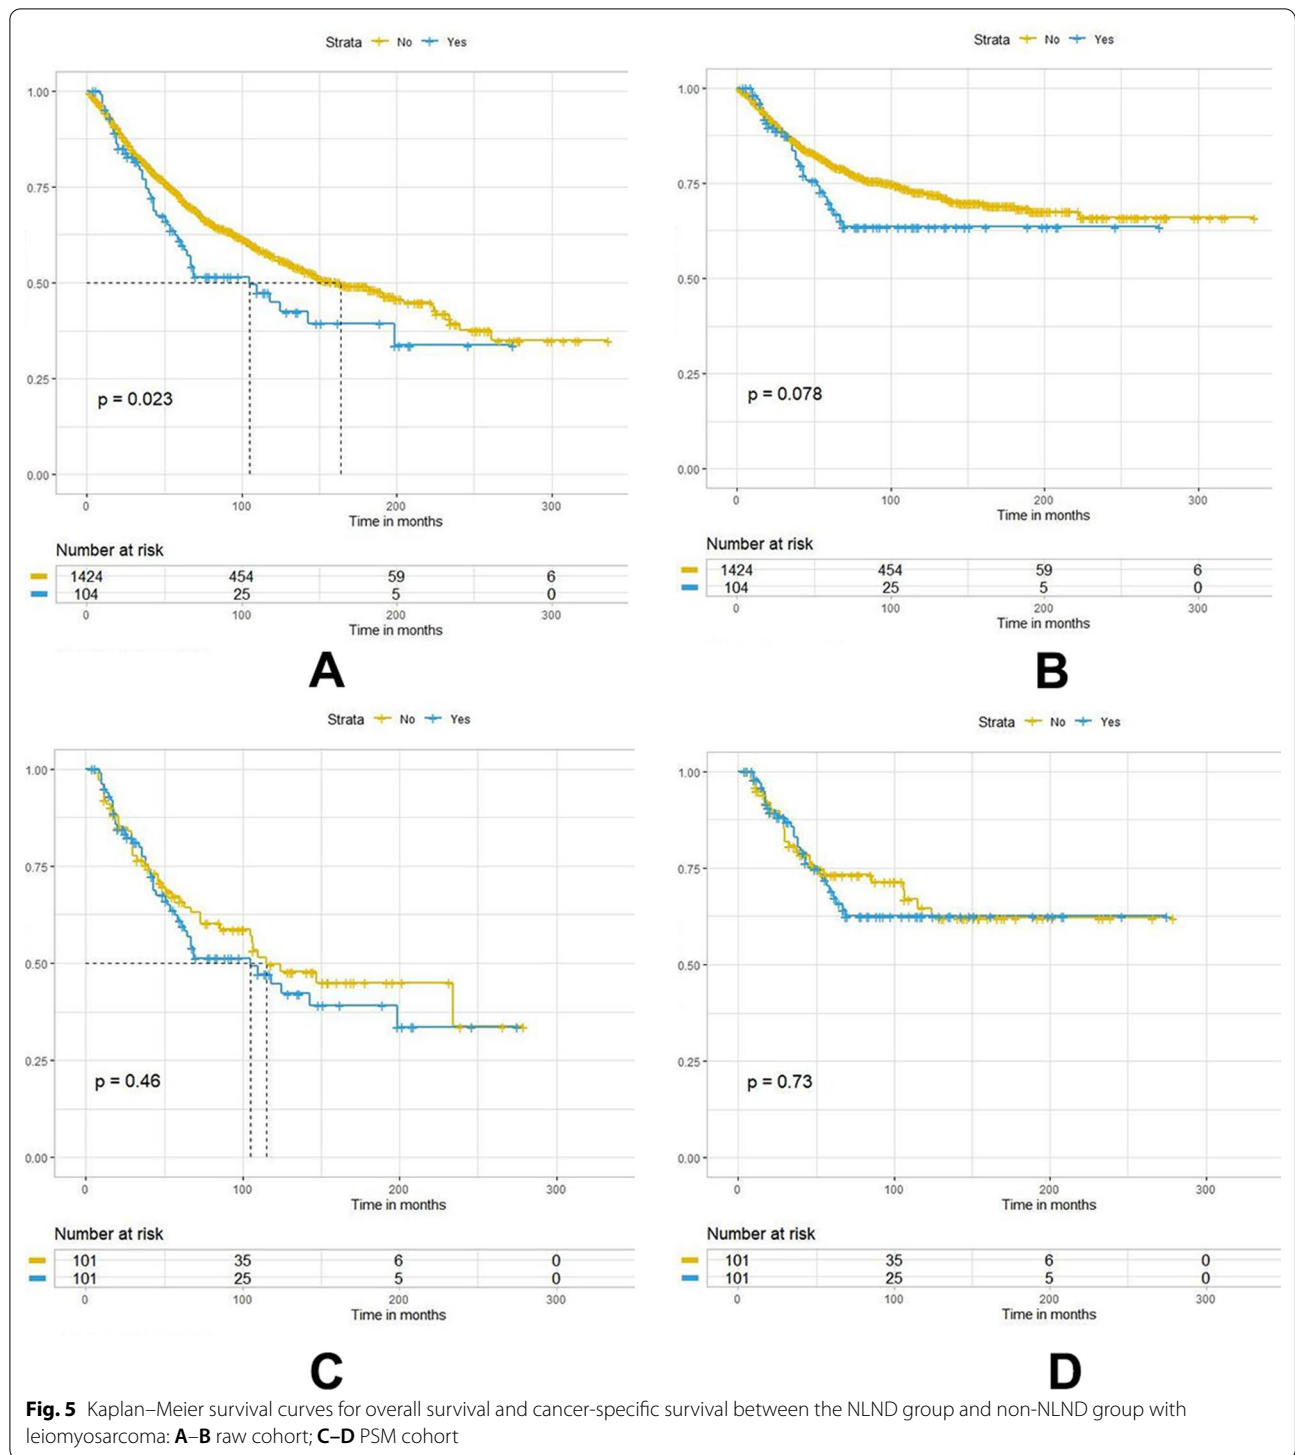 Strata No Yes
1.00
0.75
0.50
0.25
0.00
p = 0.023
0 100 200 300
Time in months
Number at risk
1424 454 59 6
104 25 5 0
0 100 200 300
Time in months
A
Strata No Yes
1.00
0.75
0.50
0.25
0.00
p = 0.078
0 100 200 300
Time in months
Number at risk
1424 454 59 6
104 25 5 0
0 100 200 300
Time in months
B
Strata No Yes
1.00
0.75
0.50
0.25
0.00
p = 0.46
0 100 200 300
Time in months
Number at risk
101 35 6 0
101 25 5 0
0 100 200 300
Time in months
C
Strata No Yes
1.00
0.75
0.50
0.25
0.00
p = 0.73
0 100 200 300
Time in months
Number at risk
101 35 6 0
101 25 5 0
0 100 200 300
Time in months
D
Fig. 5 Kaplan–Meier survival curves for overall survival and cancer-specific survival between the NLND group and non-NLND group with
leiomyosarcoma: A–B raw cohort; C–D PSM cohort